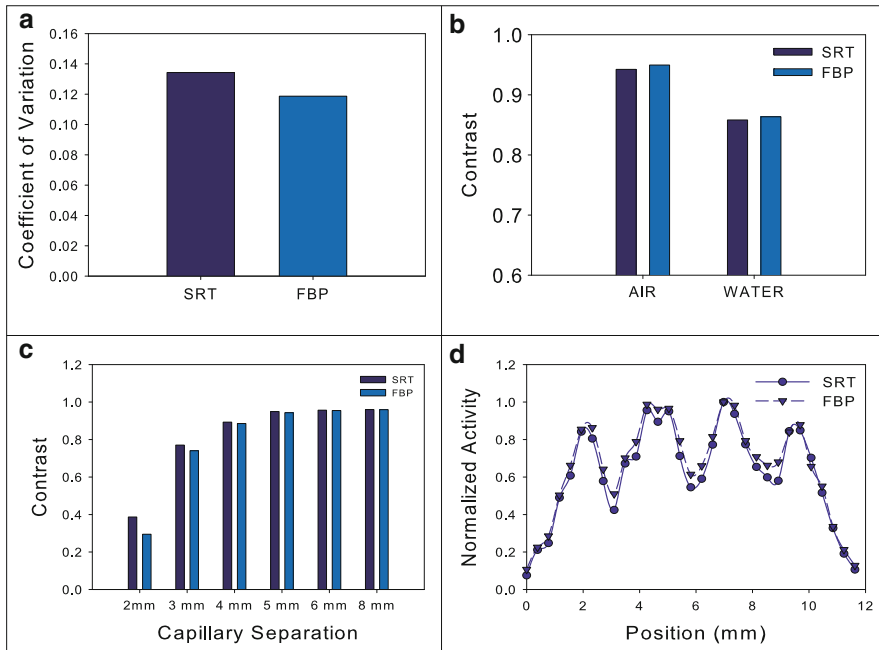 a
0.16
0.14
0.12
0.10
0.08
0.06
0.04
0.02
0.00
Coefficient of Variation
SRT FBP
b
1.0
0.9
0.8
0.7
0.6
Contrast
SRT
FBP
AIR WATER
c
1.2
1.0
0.8
0.6
0.4
0.2
0.0
Contrast
SRT
FBP
2mm 3 mm 4 mm 5 mm 6 mm 8 mm
Capillary Separation
d
1.2
1.0
0.8
0.6
0.4
0.2
0.0
Normalized Activity
SRT
FBP
0 2 4 6 8 10 12
Position (mm)